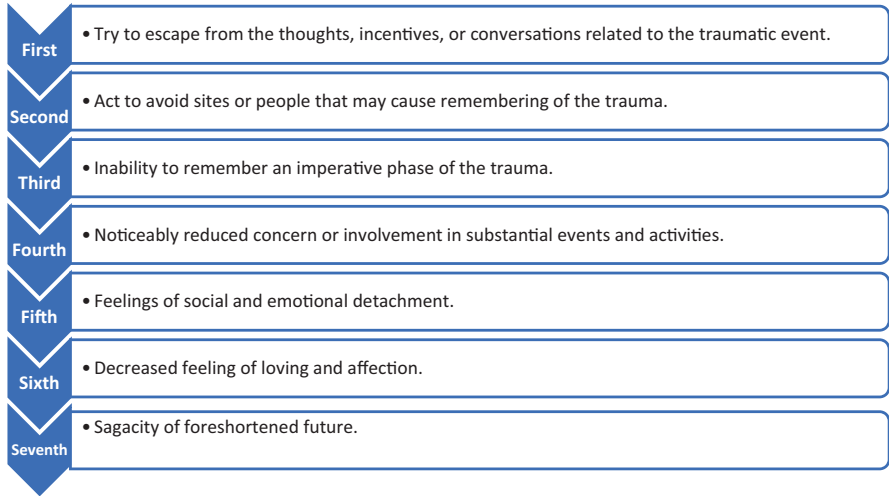 First
• Try to escape from the thoughts, incentives, or conversations related to the traumatic event.
Second
• Act to avoid sites or people that may cause remembering of the trauma.
Third
• Inability to remember an imperative phase of the trauma.
Fourth
• Noticeably reduced concern or involvement in substantial events and activities.
Fifth
• Feelings of social and emotional detachment.
Sixth
• Decreased feeling of loving and affection.
Seventh
• Sagacity of foreshortened future.